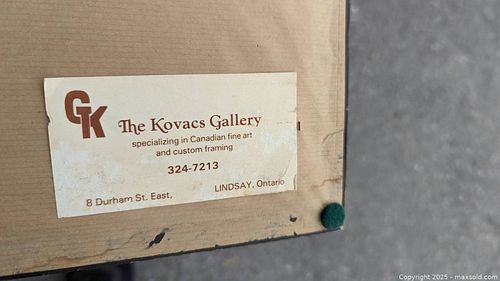 GK
The Kovacs Gallery
specializing in Canadian fine art
and custom framing
324-7213
8 Durham St. East,
LINDSAY, Ontario
Copyright © 2025 - maxsold.com